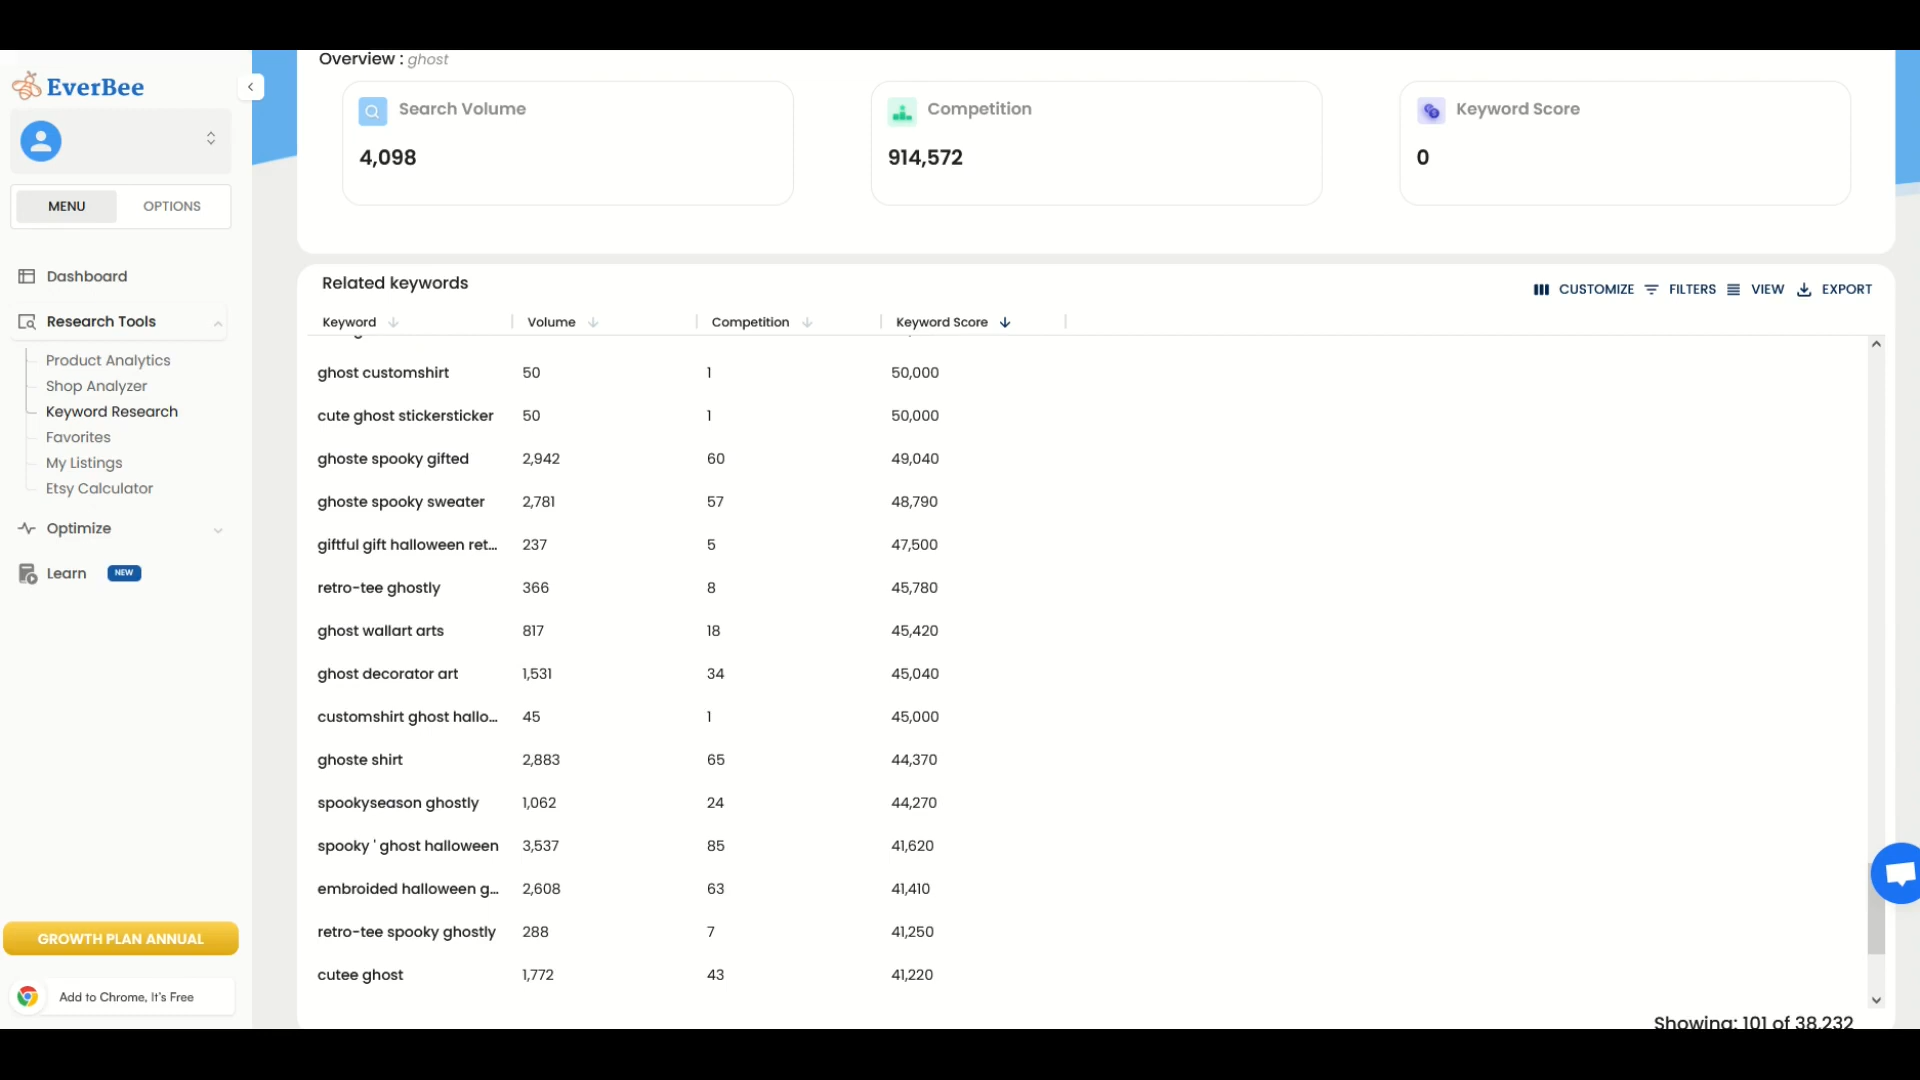 Overview : ghost
EverBee
Search Volume
4,098
Competition
914,572
Keyword Score
0
MENU
OPTIONS
Dashboard
Research Tools
Product Analytics
Shop Analyzer
Keyword Research
Favorites
My Listings
Etsy Calculator
Optimize
Learn NEW
GROWTH PLAN ANNUAL
Add to Chrome, It's Free
Related keywords
CUSTOMIZE FILTERS VIEW EXPORT
Keyword Volume Competition Keyword Score
ghost customshirt 50 1 50,000
cute ghost stickersticker 50 1 50,000
ghoste spooky gifted 2,942 60 49,040
ghoste spooky sweater 2,781 57 48,790
giftful gift halloween ret... 237 5 47,500
retro-tee ghostly 366 8 45,780
ghost wallart arts 817 18 45,420
ghost decorator art 1,531 34 45,040
customshirt ghost hallo... 45 1 45,000
ghoste shirt 2,883 65 44,370
spookyseason ghostly 1,062 24 44,270
spooky ' ghost halloween 3,537 85 41,620
embroided halloween g... 2,608 63 41,410
retro-tee spooky ghostly 288 7 41,250
cutee ghost 1,772 43 41,220
Showing: 101 of 38,232